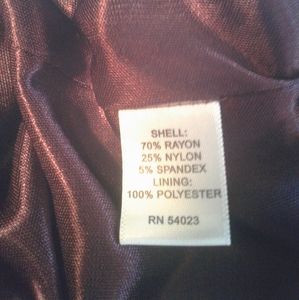 SHELL:
70% RAYON
25% NYLON
5% SPANDEX
LINING:
100% POLYESTER
RN 54023